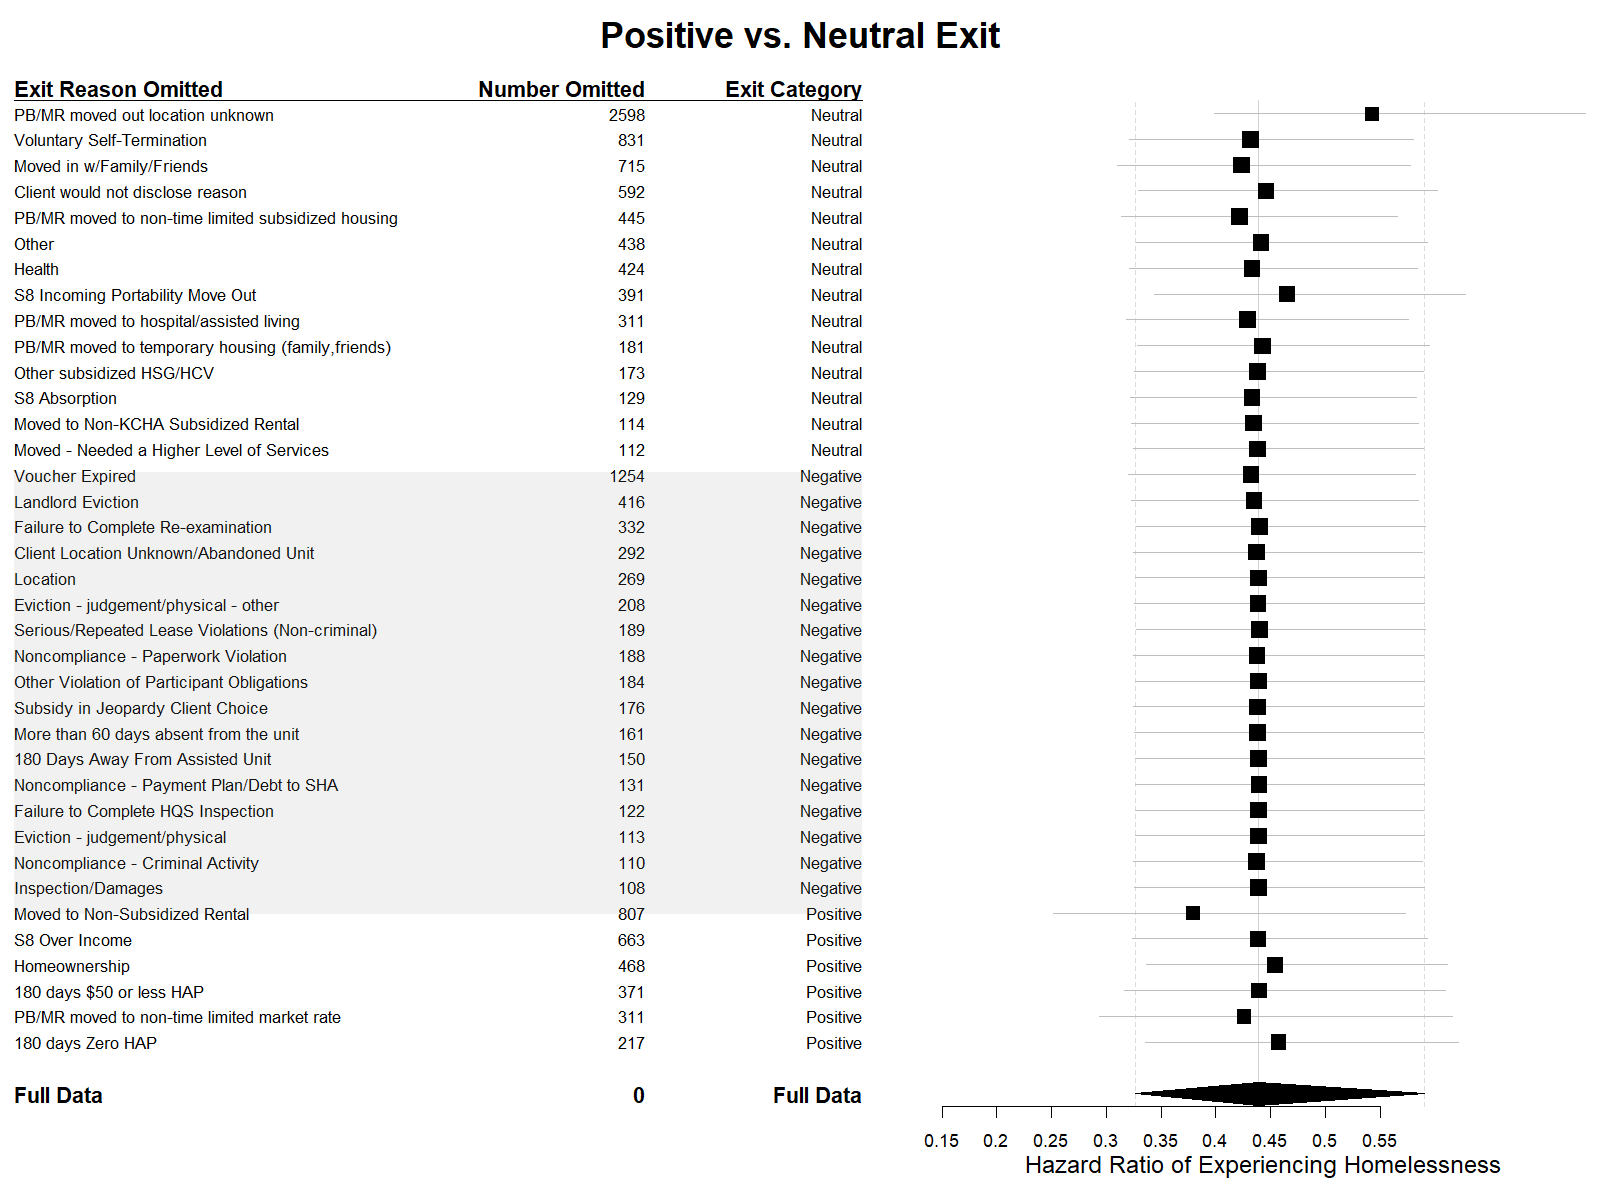 Positive vs. Neutral Exit
Exit Reason Omitted Number Omitted Exit Category
PB/MR moved out location unknown 2598 Neutral
Voluntary Self-Termination 831 Neutral
Moved in w/Family/Friends 715 Neutral
Client would not disclose reason 592 Neutral
PB/MR moved to non-time limited subsidized housing 445 Neutral
Other 438 Neutral
Health 424 Neutral
S8 Incoming Portability Move Out 391 Neutral
PB/MR moved to hospital/assisted living 311 Neutral
PB/MR moved to temporary housing (family,friends) 181 Neutral
Other subsidized HSG/HCV 173 Neutral
S8 Absorption 129 Neutral
Moved to Non-KCHA Subsidized Rental 114 Neutral
Moved - Needed a Higher Level of Services 112 Neutral
Voucher Expired 1254 Negative
Landlord Eviction 416 Negative
Failure to Complete Re-examination 332 Negative
Client Location Unknown/Abandoned Unit 292 Negative
Location 269 Negative
Eviction - judgement/physical - other 208 Negative
Serious/Repeated Lease Violations (Non-criminal) 189 Negative
Noncompliance - Paperwork Violation 188 Negative
Other Violation of Participant Obligations 184 Negative
Subsidy in Jeopardy Client Choice 176 Negative
More than 60 days absent from the unit 161 Negative
180 Days Away From Assisted Unit 150 Negative
Noncompliance - Payment Plan/Debt to SHA 131 Negative
Failure to Complete HQS Inspection 122 Negative
Eviction - judgement/physical 113 Negative
Noncompliance - Criminal Activity 110 Negative
Inspection/Damages 108 Negative
Moved to Non-Subsidized Rental 807 Positive
S8 Over Income 663 Positive
Homeownership 468 Positive
180 days $50 or less HAP 371 Positive
PB/MR moved to non-time limited market rate 311 Positive
180 days Zero HAP 217 Positive
Full Data 0 Full Data
0.15 0.2 0.25 0.3 0.35 0.4 0.45 0.5 0.55
Hazard Ratio of Experiencing Homelessness